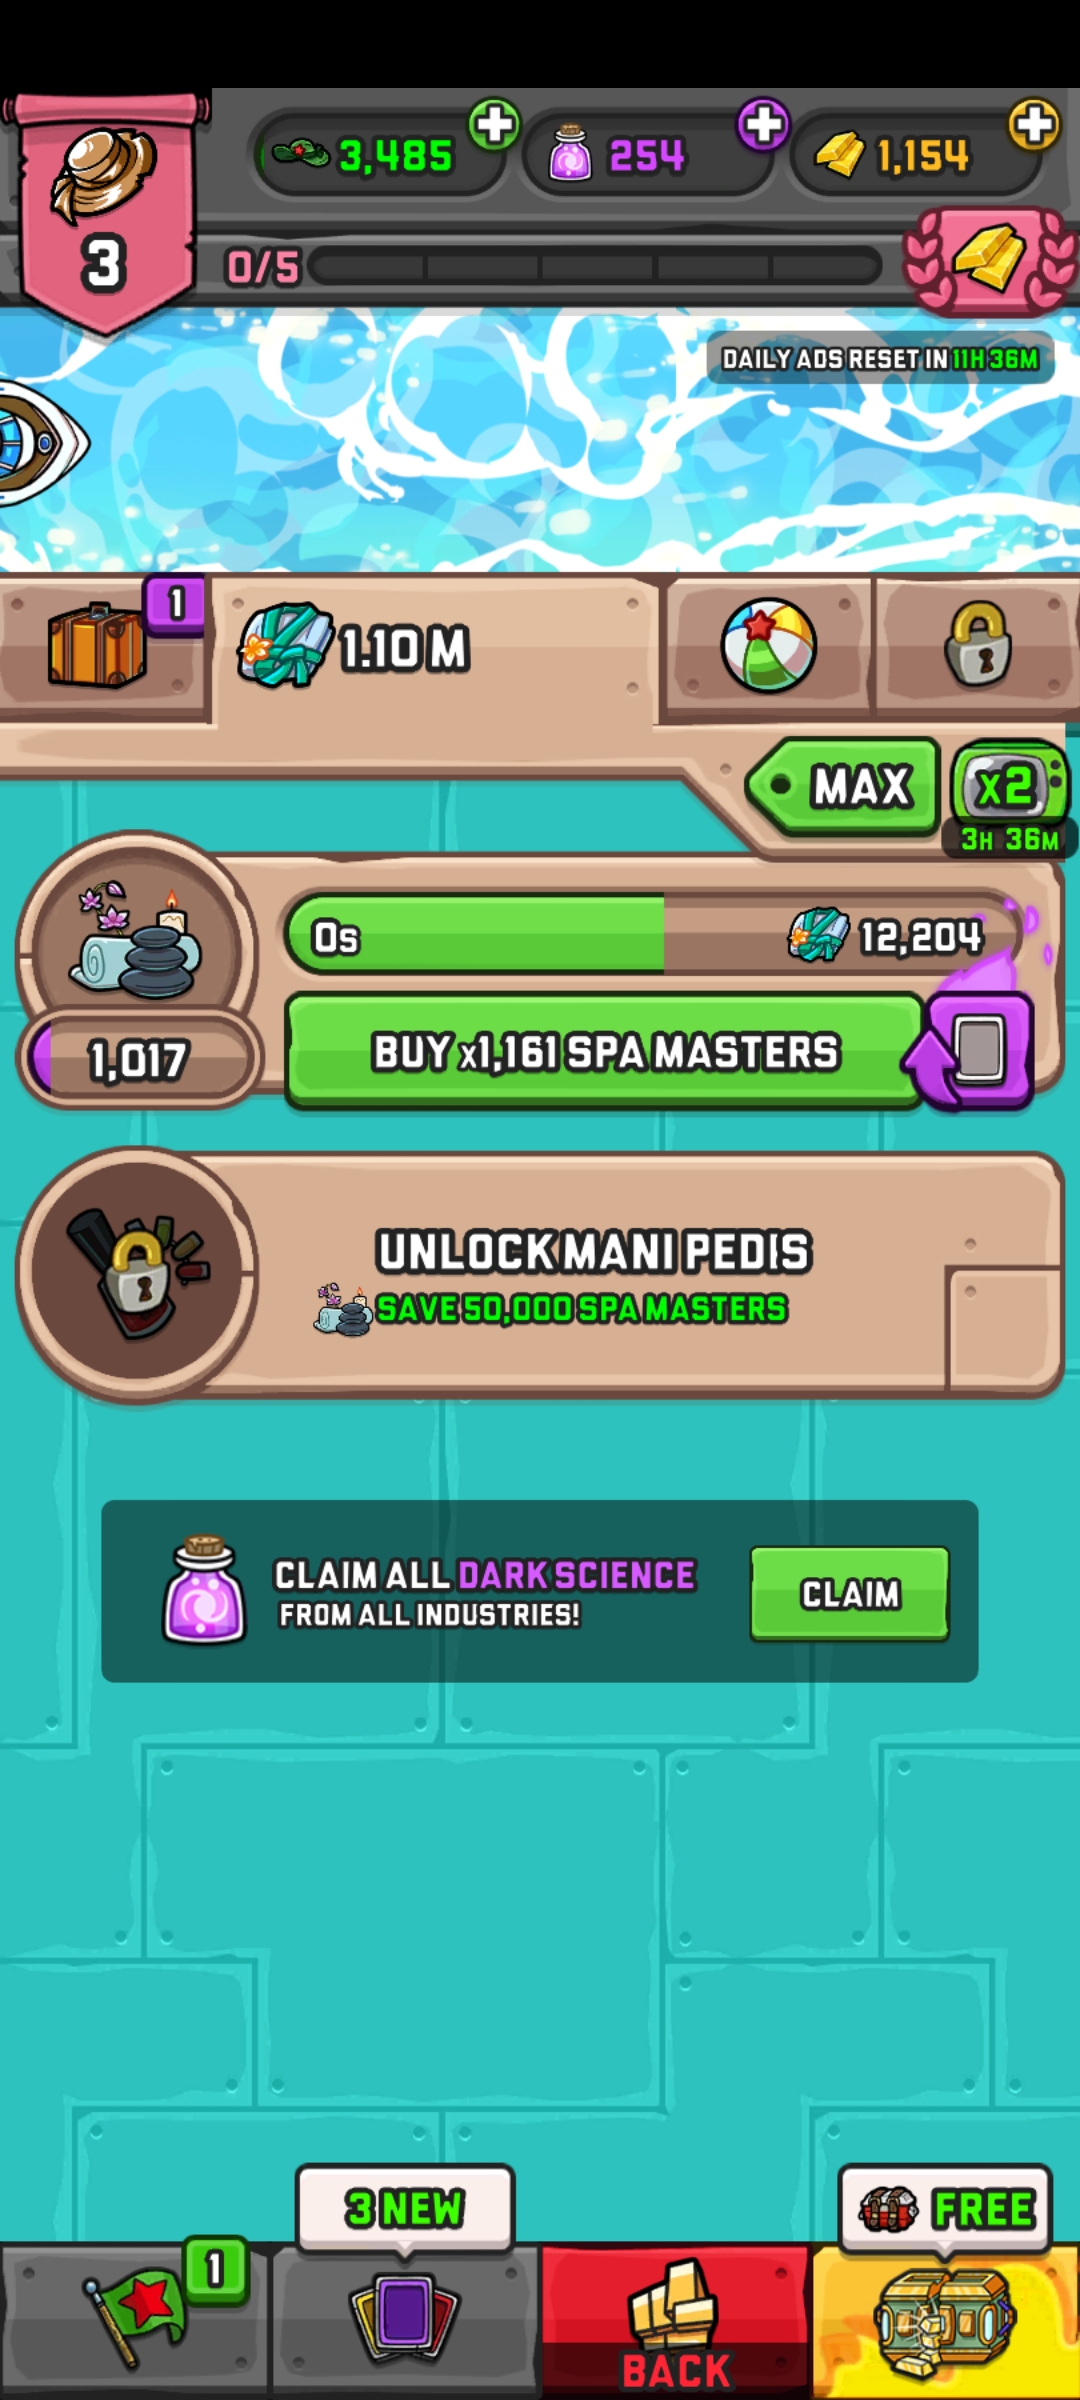 3,485
254
1,154
3
0/5
DAILY ADS RESET IN 11H 36M
1
1.10 M
MAX
x2
3H 36M
0s
12,204
1,017
BUY x1,161 SPA MASTERS
UNLOCK MANI PEDIS
SAVE 50,000 SPA MASTERS
CLAIM ALL DARK SCIENCE
FROM ALL INDUSTRIES!
CLAIM
3 NEW
FREE
1
BACK